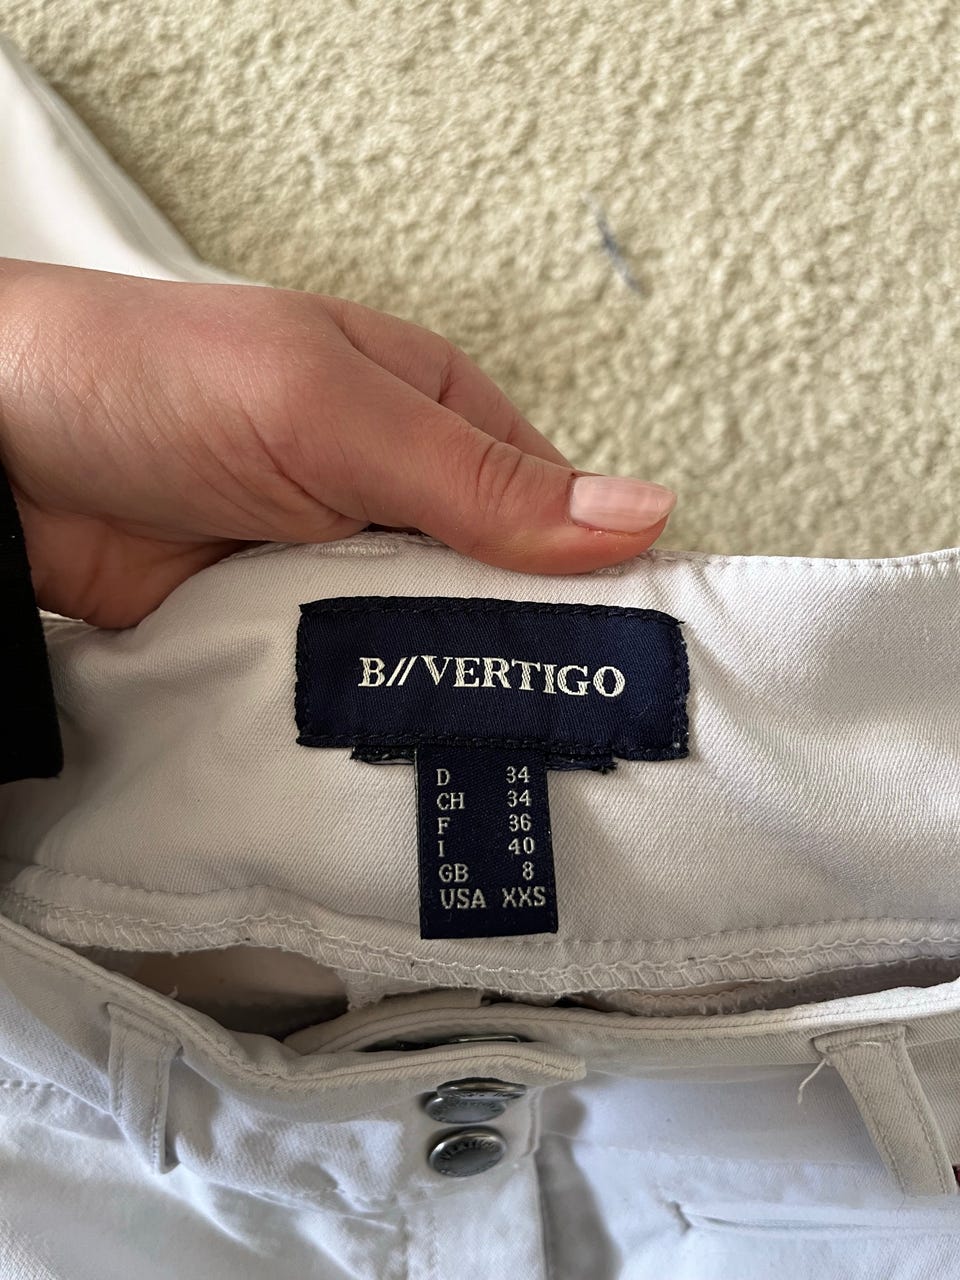 B//VERTIGO
D 34
CH 34
F 36
I 40
GB 8
USA XXS